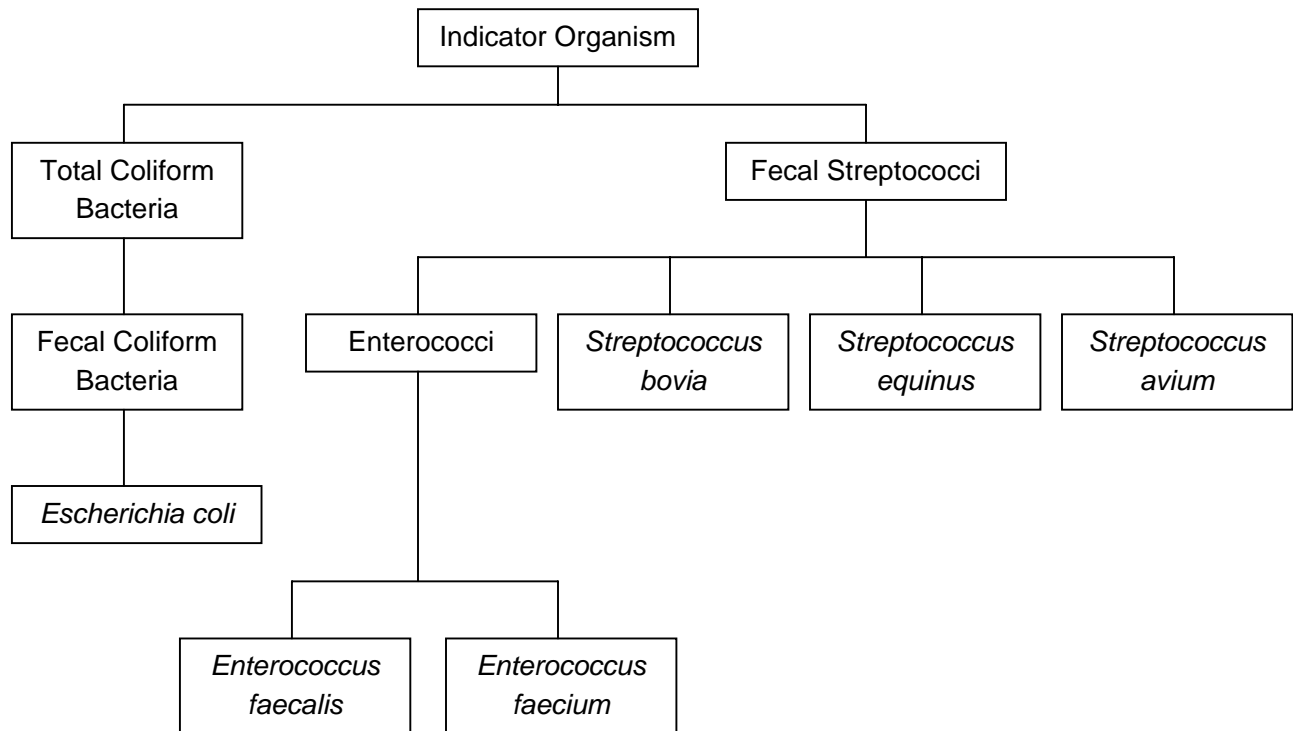 Indicator Organism
Total Coliform
Bacteria
Fecal Streptococci
Fecal Coliform
Bacteria
Enterococci
Streptococcus
bovia
Streptococcus
equinus
Streptococcus
avium
Escherichia coli
Enterococcus
faecalis
Enterococcus
faecium